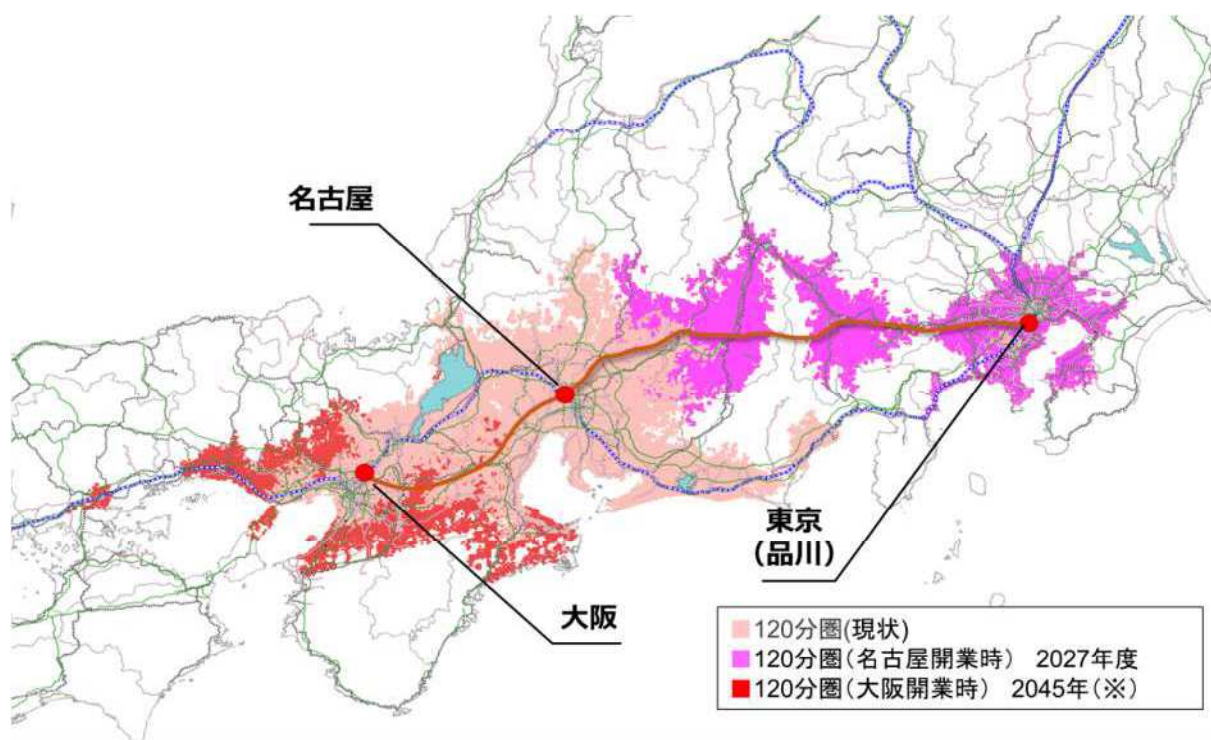 名古屋
大阪
東京
(品川)
120分圏(現状)
120分圏(名古屋開業時) 2027年度
120分圏(大阪開業時) 2045年(※)